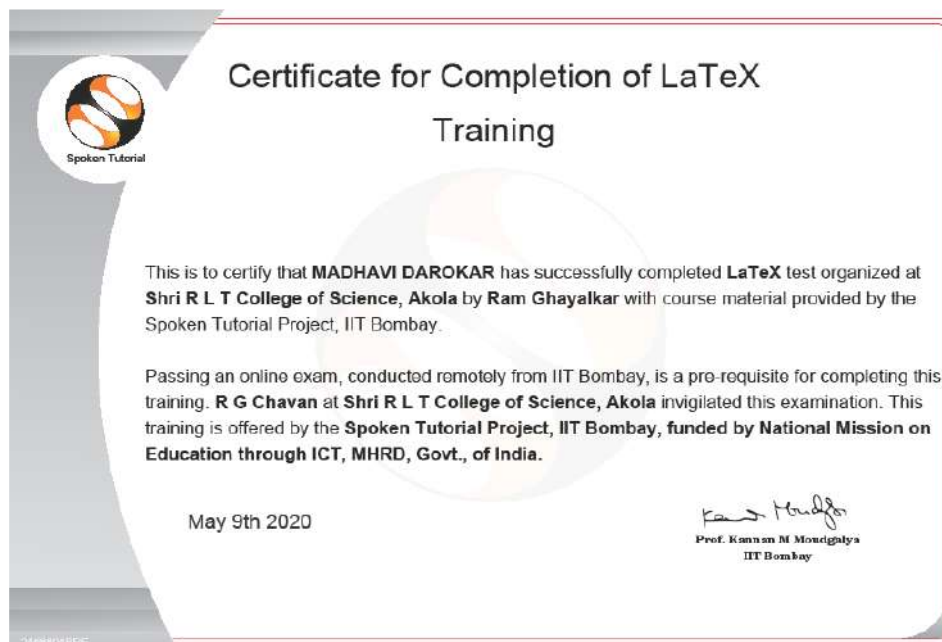 Certificate for Completion of LaTeX
Training
Spoken Tutorial
This is to certify that MADHAVI DAROKAR has successfully completed LaTeX test organized at
Shri R L T College of Science, Akola by Ram Ghayalkar with course material provided by the
Spoken Tutorial Project, IIT Bombay.
Passing an online exam, conducted remotely from IIT Bombay, is a pre-requisite for completing this
training. R G Chavan at Shri R L T College of Science, Akola invigilated this examination. This
training is offered by the Spoken Tutorial Project, IIT Bombay, funded by National Mission on
Education through ICT, MHRD, Govt., of India.
May 9th 2020
Prof. Kannan M Moudgalya
IIT Bombay